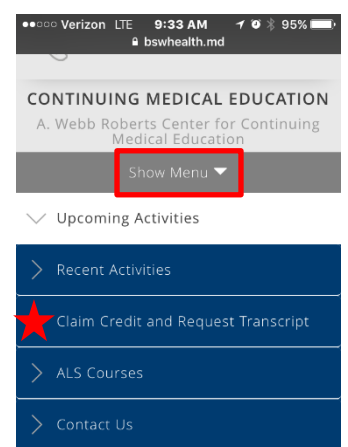 Verizon LTE 9:33 AM 95%
bswhealth.md
CONTINUING MEDICAL EDUCATION
A. Webb Roberts Center for Continuing
Medical Education
Show Menu
Upcoming Activities
Recent Activities
Claim Credit and Request Transcript
ALS Courses
Contact Us